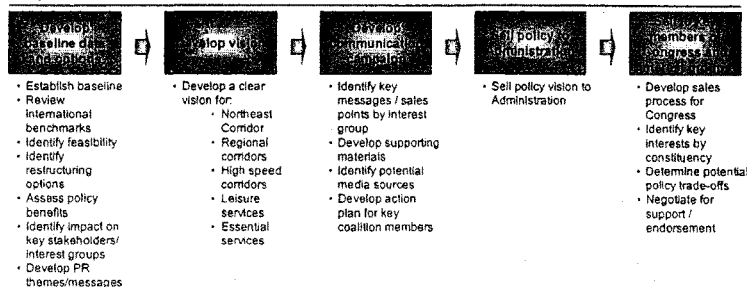 Develop
baseline data
and options
• Establish baseline
• Review
international
benchmarks
• Identify feasibility
• Identify
restructuring
options
• Assess policy
benefits
• Identify impact on
key stakeholders/
interest groups
• Develop PR
themes/messages
Develop vision
• Develop a clear
vision for:
• Northeast
Corridor
• Regional
corridors
• High speed
corridors
• Leisure
services
• Essential
services
Develop
communication
campaign
• Identify key
messages / sales
points by interest
group
• Develop supporting
materials
• Identify potential
media sources
• Develop action
plan for key
coalition members
Sell policy to
Administration
• Sell policy vision to
Administration
members of
Congress and
• Develop sales
process for
Congress
• Identify key
interests by
constituency
• Determine potential
policy trade-offs
• Negotiate for
support /
endorsement